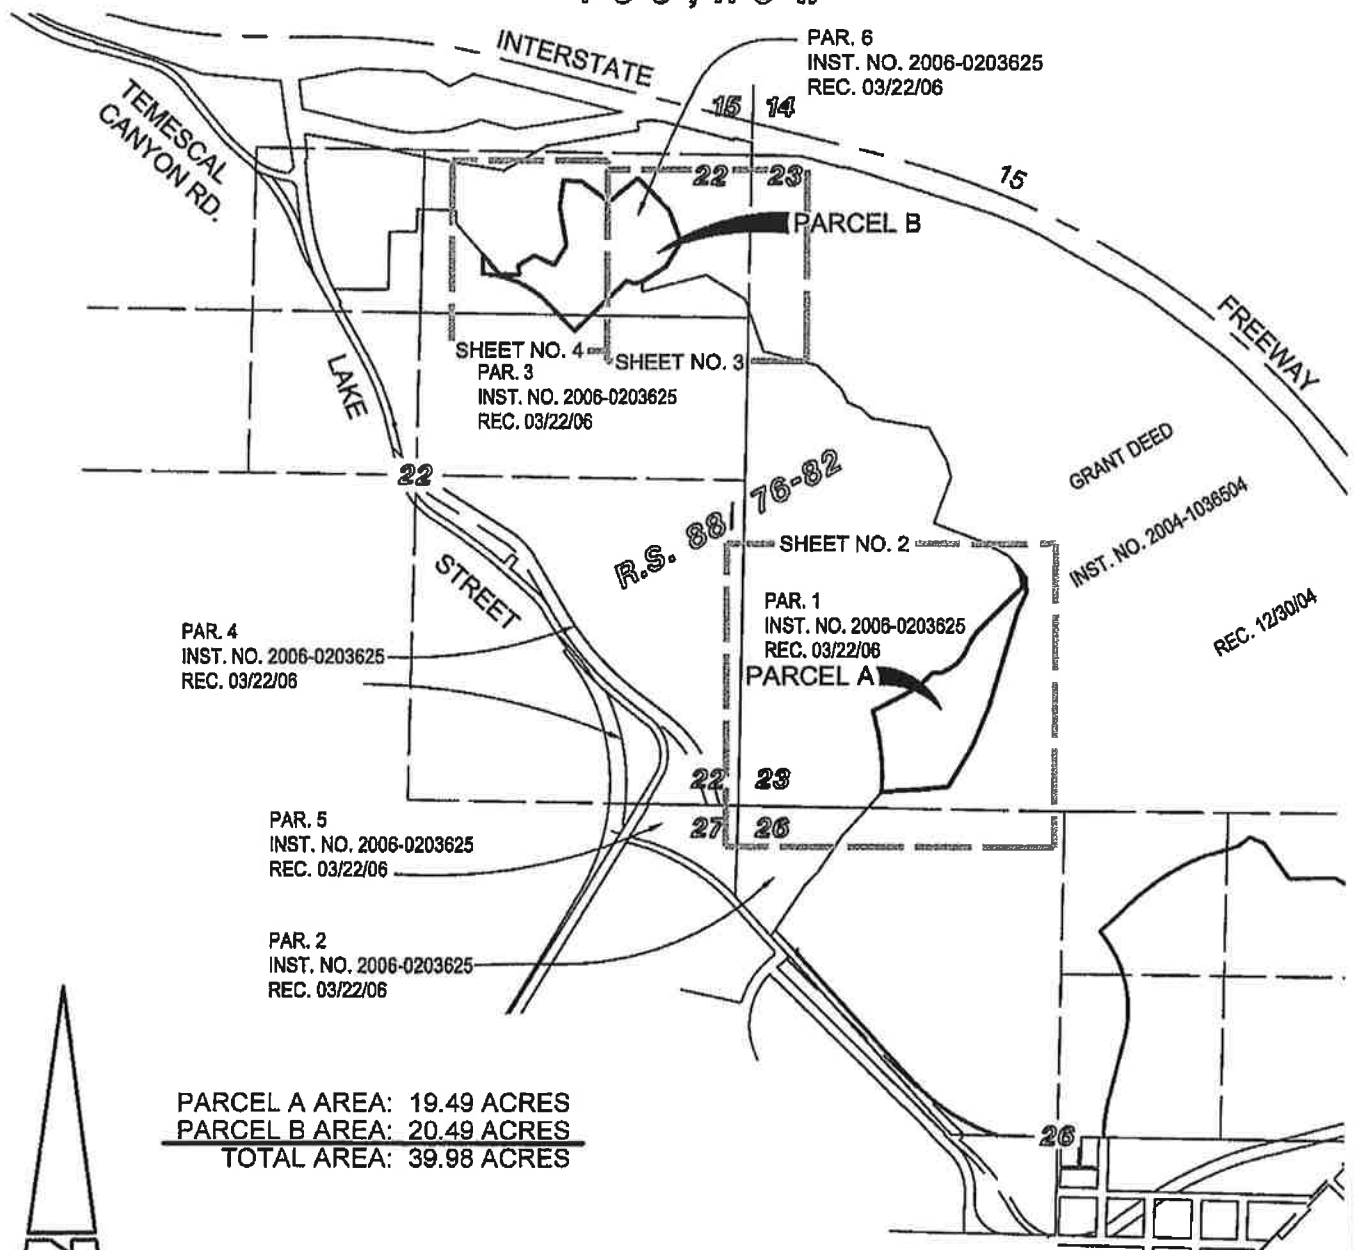 INTERSTATE
PAR. 6
INST. NO. 2006-0203625
REC. 03/22/06
15 14
TEMESCAL
CANYON RD.
22 23
15
PARCEL B
FREEWAY
LAKE
SHEET NO. 4
SHEET NO. 3
PAR. 3
INST. NO. 2006-0203625
REC. 03/22/06
GRANT DEED
INST. NO. 2004-1036504
REC. 12/30/04
22
R.S. 88 76-82
SHEET NO. 2
STREET
PAR. 1
INST. NO. 2006-0203625
REC. 03/22/06
PARCEL A
PAR. 4
INST. NO. 2006-0203625
REC. 03/22/06
22 23
27 26
PAR. 5
INST. NO. 2006-0203625
REC. 03/22/06
PAR. 2
INST. NO. 2006-0203625
REC. 03/22/06
PARCEL A AREA: 19.49 ACRES
PARCEL B AREA: 20.49 ACRES
TOTAL AREA: 39.98 ACRES
26